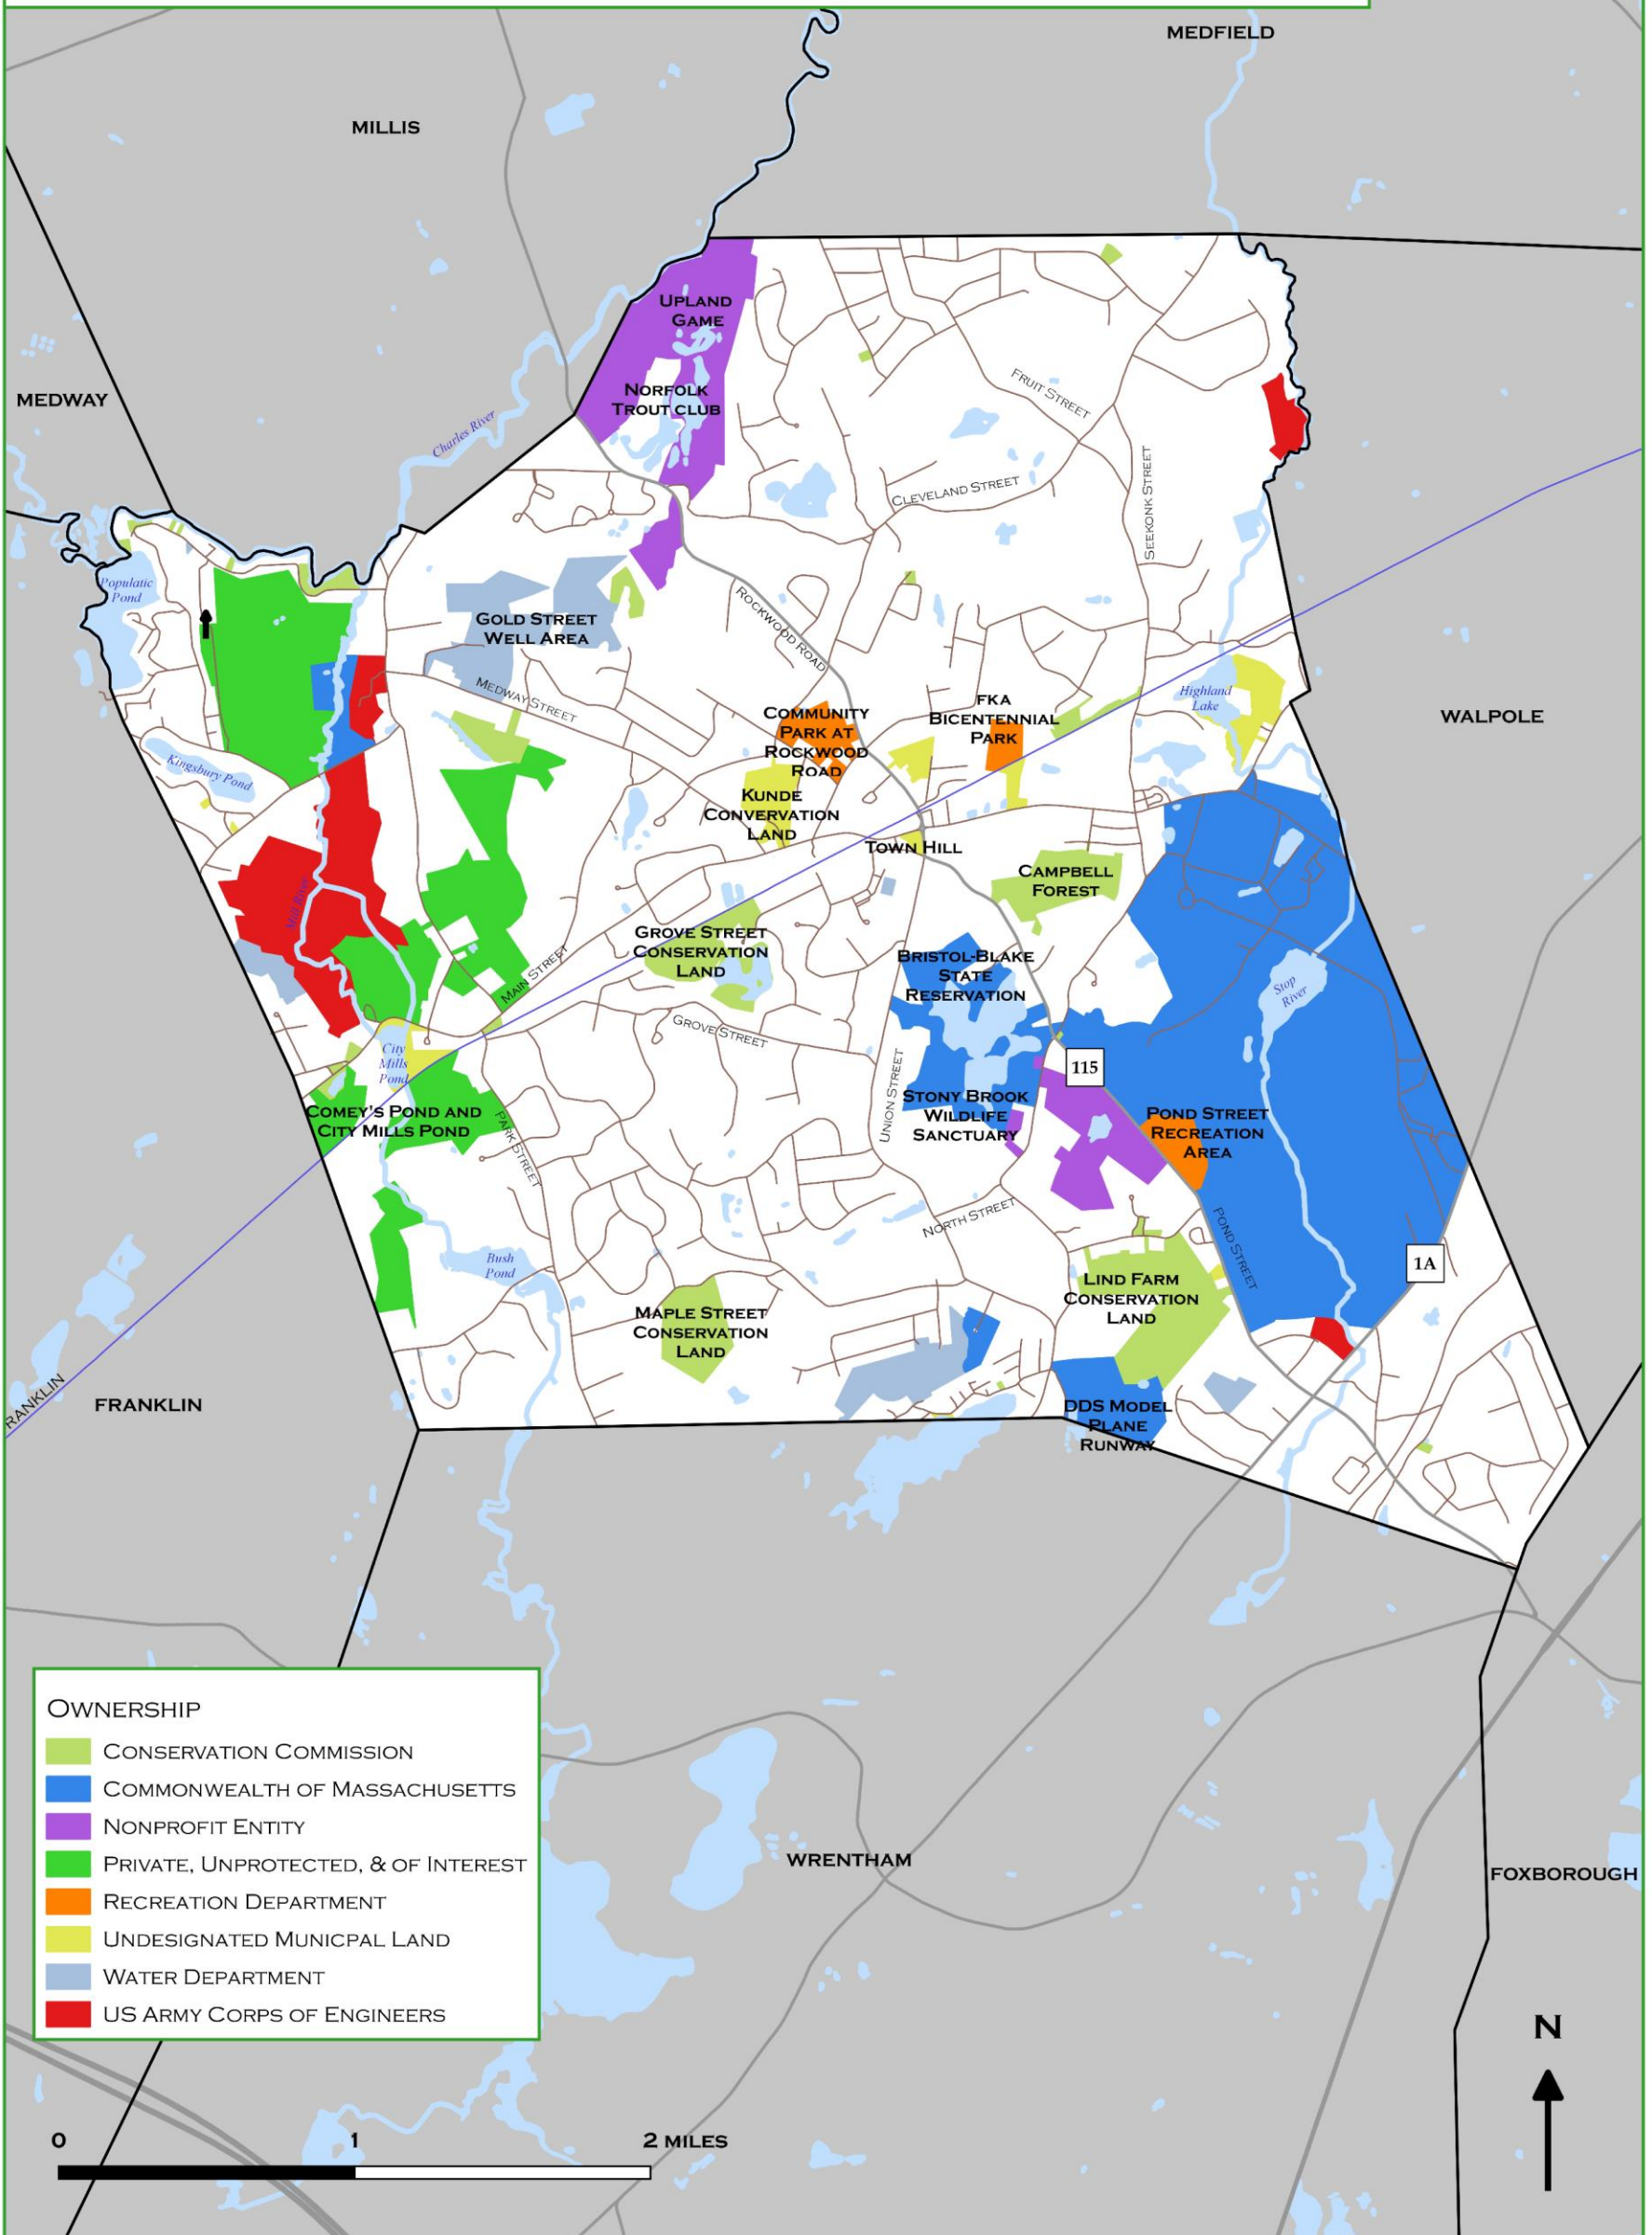 MEDFIELD
MILLIS
UPLAND
GAME
MEDWAY
NORFOLK
TROUT CLUB
FRUIT STREET
Charles River
CLEVELAND STREET
SEEKONK STREET
Populatic
Pond
GOLD STREET
WELL AREA
ROCKWOOD ROAD
MEDWAY STREET
Highland
Lake
FKA
BICENTENNIAL
PARK
COMMUNITY
PARK AT
ROCKWOOD
ROAD
WALPOLE
Kingsbury Pond
KUNDE
CONVERVATION
LAND
TOWN HILL
CAMPBELL
FOREST
Mill River
GROVE STREET
CONSERVATION
LAND
MAIN STREET
BRISTOL-BLAKE
STATE
RESERVATION
Stop
River
GROVE STREET
City
Mills
Pond
115
UNION STREET
STONY BROOK
WILDLIFE
SANCTUARY
COMEY'S POND AND
CITY MILLS POND
PARK STREET
POND STREET
RECREATION
AREA
NORTH STREET
POND STREET
Bush
Pond
1A
LIND FARM
CONSERVATION
LAND
MAPLE STREET
CONSERVATION
LAND
RANKLIN
FRANKLIN
DDS MODEL
PLANE
RUNWAY
OWNERSHIP
CONSERVATION COMMISSION
COMMONWEALTH OF MASSACHUSETTS
NONPROFIT ENTITY
PRIVATE, UNPROTECTED, & OF INTEREST
RECREATION DEPARTMENT
UNDESIGNATED MUNICPAL LAND
WATER DEPARTMENT
US ARMY CORPS OF ENGINEERS
WRENTHAM
FOXBOROUGH
N
0 1 2 MILES